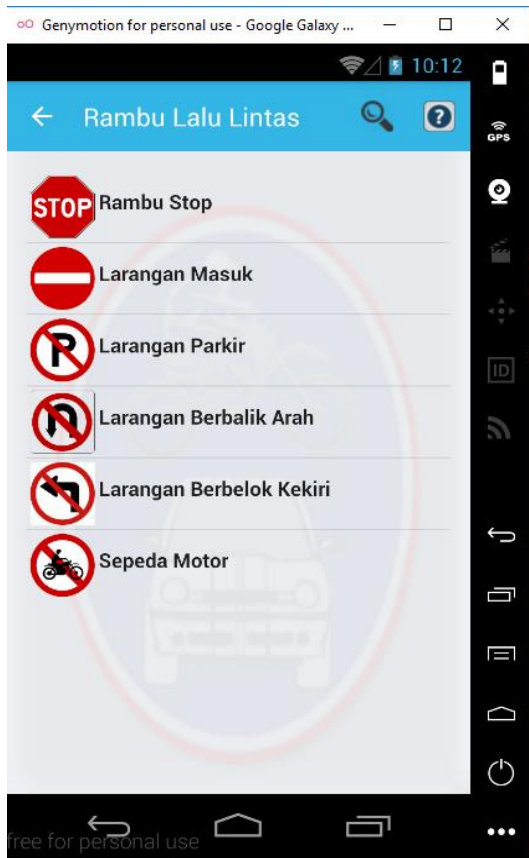 Genymotion for personal use - Google Galaxy ...
10:12
GPS
Rambu Lalu Lintas
?
STOP
Rambu Stop
Larangan Masuk
P
Larangan Parkir
Larangan Berbalik Arah
ID
Larangan Berbelok Kekiri
Sepeda Motor
free for personal use